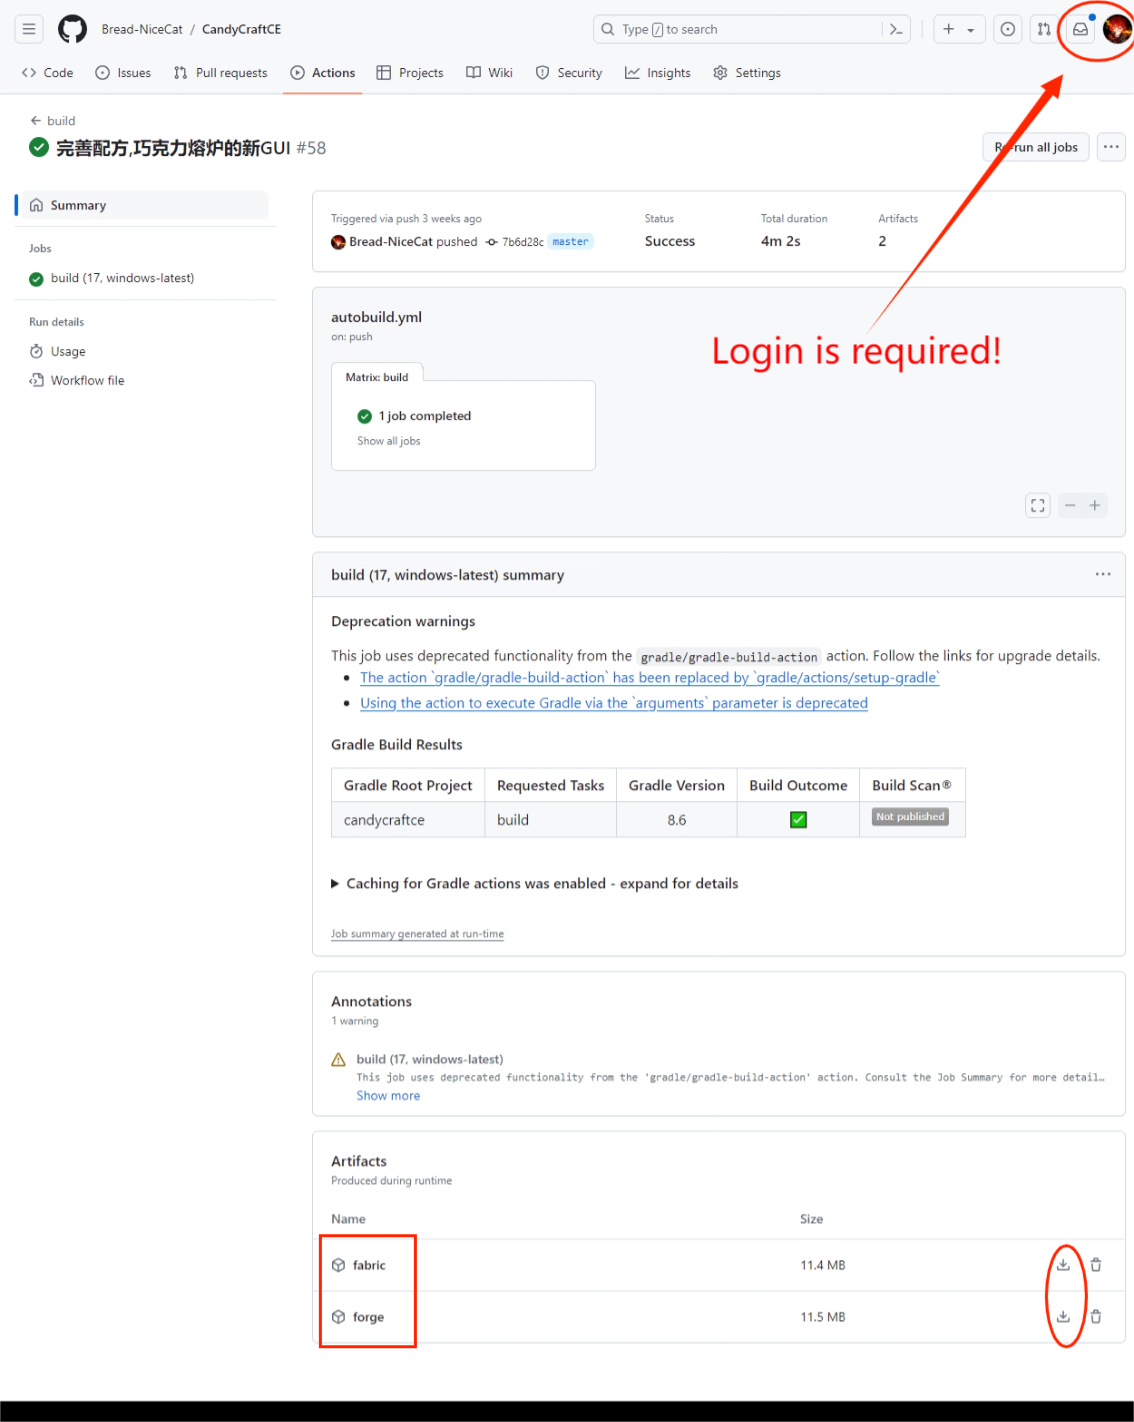 Bread-NiceCat / CandyCraftCE
Type / to search
Code
Issues
Pull requests
Actions
Projects
Wiki
Security
Insights
Settings
build
完善配方,巧克力熔炉的新GUI #58
Re-run all jobs
Summary
Jobs
build (17, windows-latest)
Run details
Usage
Workflow file
Triggered via push 3 weeks ago
Bread-NiceCat pushed 7b6d28c master
Status
Success
Total duration
4m 2s
Artifacts
2
autobuild.yml
on: push
Login is required!
Matrix: build
1 job completed
Show all jobs
build (17, windows-latest) summary
Deprecation warnings
This job uses deprecated functionality from the gradle/gradle-build-action action. Follow the links for upgrade details.
The action `gradle/gradle-build-action` has been replaced by `gradle/actions/setup-gradle`
Using the action to execute Gradle via the `arguments` parameter is deprecated
Gradle Build Results
Gradle Root Project Requested Tasks Gradle Version Build Outcome Build Scan®
candycraftce build 8.6 Not published
Caching for Gradle actions was enabled - expand for details
Job summary generated at run-time
Annotations
1 warning
build (17, windows-latest)
This job uses deprecated functionality from the 'gradle/gradle-build-action' action. Consult the Job Summary for more detail…
Show more
Artifacts
Produced during runtime
Name Size
fabric 11.4 MB
forge 11.5 MB